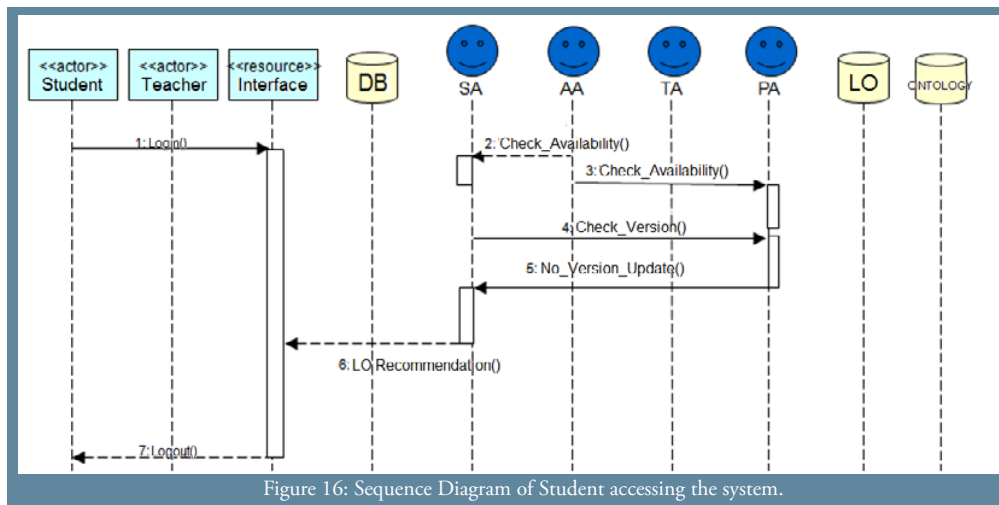 <<actor>>
Student
<<actor>>
Teacher
<<resource>>
Interface
DB
SA
AA
TA
PA
LO
ONTOLOGY
1: Login()
2: Check_Availability()
3: Check_Availability()
4: Check_Version()
5: No_Version_Update()
6: LO Recommendation()
7: Logout()
Figure 16: Sequence Diagram of Student accessing the system.